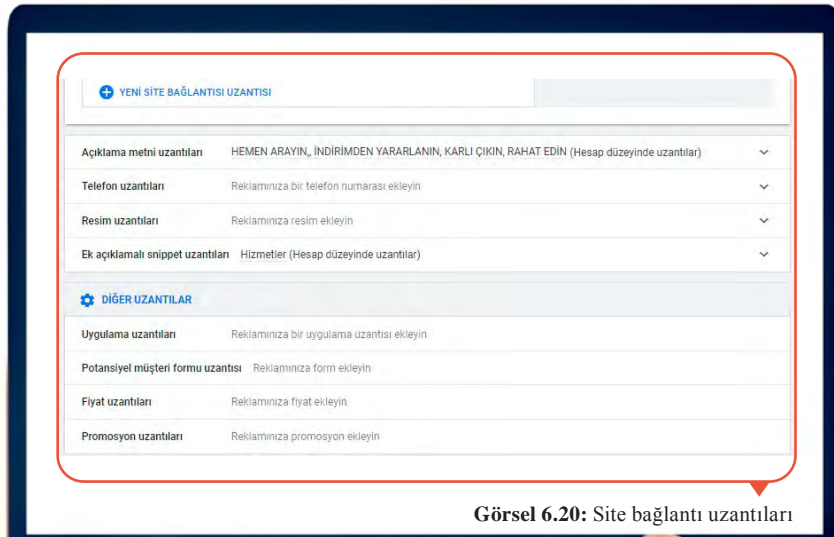 YENİ SİTE BAĞLANTISI UZANTISI
Açıklama metni uzantıları HEMEN ARAYIN,, İNDİRİMDEN YARARLANIN, KARLI ÇIKIN, RAHAT EDİN (Hesap düzeyinde uzantılar)
Telefon uzantıları Reklamınıza bir telefon numarası ekleyin
Resim uzantıları Reklamınıza resim ekleyin
Ek açıklamalı snippet uzantıları Hizmetler (Hesap düzeyinde uzantılar)
DİĞER UZANTILAR
Uygulama uzantıları Reklamınıza bir uygulama uzantısı ekleyin
Potansiyel müşteri formu uzantısı Reklamınıza form ekleyin
Fiyat uzantıları Reklamınıza fiyat ekleyin
Promosyon uzantıları Reklamınıza promosyon ekleyin
Görsel 6.20: Site bağlantı uzantıları